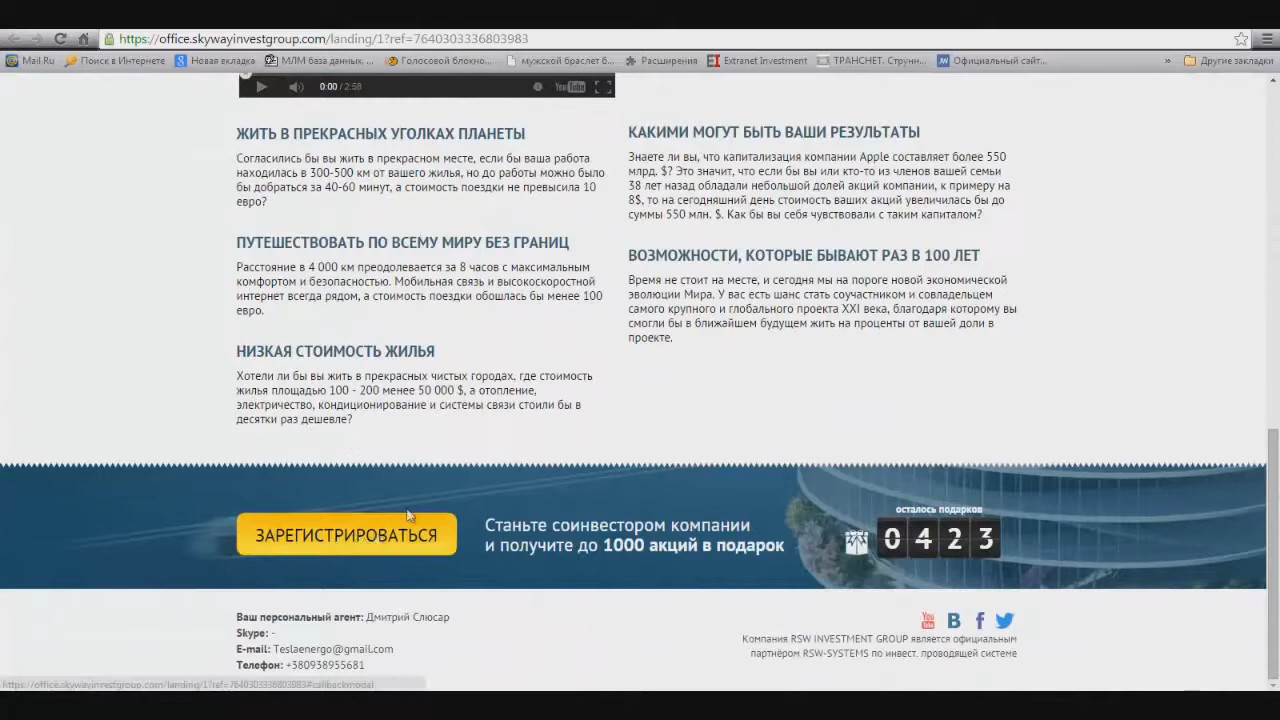 https://office.skywayinvestgroup.com/landing/1?ref=7640303336803983
Mail.Ru
Поиск в Интернете
Новая вкладка
МЛМ база данных, ...
Голосовой блокно...
мужской браслет б...
Расширения
Extranet Investment
ТРАНСНЕТ. Струнн...
Официальный сайт...
»
Другие закладки
0:00 / 2:58
YouTube
ЖИТЬ В ПРЕКРАСНЫХ УГОЛКАХ ПЛАНЕТЫ
Согласились бы вы жить в прекрасном месте, если бы ваша работа
находилась в 300-500 км от вашего жилья, но до работы можно было
бы добраться за 40-60 минут, а стоимость поездки не превысила 10
евро?
ПУТЕШЕСТВОВАТЬ ПО ВСЕМУ МИРУ БЕЗ ГРАНИЦ
Расстояние в 4 000 км преодолевается за 8 часов с максимальным
комфортом и безопасностью. Мобильная связь и высокоскоростной
интернет всегда рядом, а стоимость поездки обошлась бы менее 100
евро.
НИЗКАЯ СТОИМОСТЬ ЖИЛЬЯ
Хотели ли бы вы жить в прекрасных чистых городах, где стоимость
жилья площадью 100 - 200 менее 50 000 $, а отопление,
электричество, кондиционирование и системы связи стоили бы в
десятки раз дешевле?
КАКИМИ МОГУТ БЫТЬ ВАШИ РЕЗУЛЬТАТЫ
Знаете ли вы, что капитализация компании Apple составляет более 550
млрд. $? Это значит, что если бы вы или кто-то из членов вашей семьи
38 лет назад обладали небольшой долей акций компании, к примеру на
8$, то на сегодняшний день стоимость ваших акций увеличилась бы до
суммы 550 млн. $. Как бы вы себя чувствовали с таким капиталом?
ВОЗМОЖНОСТИ, КОТОРЫЕ БЫВАЮТ РАЗ В 100 ЛЕТ
Время не стоит на месте, и сегодня мы на пороге новой экономической
эволюции Мира. У вас есть шанс стать соучастником и совладельцем
самого крупного и глобального проекта XXI века, благодаря которому вы
смогли бы в ближайшем будущем жить на проценты от вашей доли в
проекте.
ЗАРЕГИСТРИРОВАТЬСЯ
Станьте соинвестором компании
и получите до 1000 акций в подарок
осталось подарков
0 4 2 3
Ваш персональный агент: Дмитрий Слюсар
Skype: -
E-mail: Teslaenergo@gmail.com
Телефон: +380938955681
Компания RSW INVESTMENT GROUP является официальным
партнёром RSW-SYSTEMS по инвест. проводящей системе
https://office.skywayinvestgroup.com/landing/1?ref=7640303336803983#callbackmodal